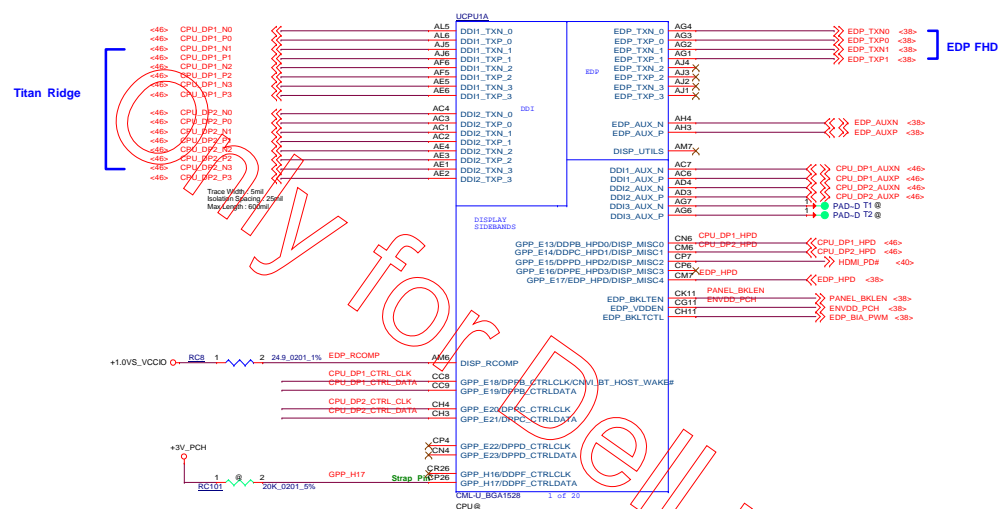 UCPU1A
<46> CPU_DP1_N0 AL5 DDI1_TXN_0 EDP_TXN_0 AG4 EDP_TXN0 <38>
<46> CPU_DP1_P0 AL6 DDI1_TXP_0 EDP_TXP_0 AG3 EDP_TXP0 <38>
<46> CPU_DP1_N1 AJ5 DDI1_TXN_1 EDP_TXN_1 AG2 EDP_TXN1 <38>
<46> CPU_DP1_P1 AJ6 DDI1_TXP_1 EDP_TXP_1 AG1 EDP_TXP1 <38>
EDP FHD
<46> CPU_DP1_N2 AF6 DDI1_TXN_2 EDP_TXN_2 AJ4
<46> CPU_DP1_P2 AF5 DDI1_TXP_2 EDP_TXP_2 AJ3
<46> CPU_DP1_N3 AE5 DDI1_TXN_3 EDP_TXN_3 AJ2
<46> CPU_DP1_P3 AE6 DDI1_TXP_3 EDP_TXP_3 AJ1
EDP
Titan Ridge
DDI
<46> CPU_DP2_N0 AC4 DDI2_TXN_0
<46> CPU_DP2_P0 AC3 DDI2_TXP_0 EDP_AUX_N AH4 EDP_AUXN <38>
<46> CPU_DP2_N1 AC1 DDI2_TXN_1 EDP_AUX_P AH3 EDP_AUXP <38>
<46> CPU_DP2_P1 AC2 DDI2_TXP_1
<46> CPU_DP2_N2 AE4 DDI2_TXN_2 DISP_UTILS AM7
<46> CPU_DP2_P2 AE3 DDI2_TXP_2
<46> CPU_DP2_N3 AE1 DDI2_TXN_3 DDI1_AUX_N AC7 CPU_DP1_AUXN <46>
<46> CPU_DP2_P3 AE2 DDI2_TXP_3 DDI1_AUX_P AC6 CPU_DP1_AUXP <46>
DDI2_AUX_N AD4 CPU_DP2_AUXN <46>
DDI2_AUX_P AD3 CPU_DP2_AUXP <46>
DDI3_AUX_N AG7 1 PAD~D T1 @
DDI3_AUX_P AG6 1 PAD~D T2 @
Trace Width : 5mil
Isolation Spacing : 25mil
Max Length : 600mil
DISPLAY
SIDEBANDS
GPP_E13/DDPB_HPD0/DISP_MISC0 CN6 CPU_DP1_HPD CPU_DP1_HPD <46>
GPP_E14/DDPC_HPD1/DISP_MISC1 CM6 CPU_DP2_HPD CPU_DP2_HPD <46>
GPP_E15/DPPD_HPD2/DISP_MISC2 CP7 HDMI_PD# <40>
GPP_E16/DPPE_HPD3/DISP_MISC3 CP6
GPP_E17/EDP_HPD/DISP_MISC4 CM7 EDP_HPD EDP_HPD <38>
EDP_BKLTEN CK11 PANEL_BKLEN PANEL_BKLEN <38>
EDP_VDDEN CG11 ENVDD_PCH ENVDD_PCH <38>
EDP_BKLTCTL CH11 EDP_BIA_PWM <38>
+1.0VS_VCCIO RC8 1 2 24.9_0201_1% EDP_RCOMP AM6 DISP_RCOMP
CPU_DP1_CTRL_CLK CC8 GPP_E18/DPPB_CTRLCLK/CNVI_BT_HOST_WAKE#
CPU_DP1_CTRL_DATA CC9 GPP_E19/DPPB_CTRLDATA
CPU_DP2_CTRL_CLK CH4 GPP_E20/DPPC_CTRLCLK
CPU_DP2_CTRL_DATA CH3 GPP_E21/DPPC_CTRLDATA
CP4 GPP_E22/DPPD_CTRLCLK
CN4 GPP_E23/DPPD_CTRLDATA
+3V_PCH
CR26 GPP_H16/DDPF_CTRLCLK
RC101 1 @ 2 20K_0201_5% GPP_H17 Strap Pin CP26 GPP_H17/DDPF_CTRLDATA
CML-U_BGA1528 1 of 20
CPU@
Only for Dell